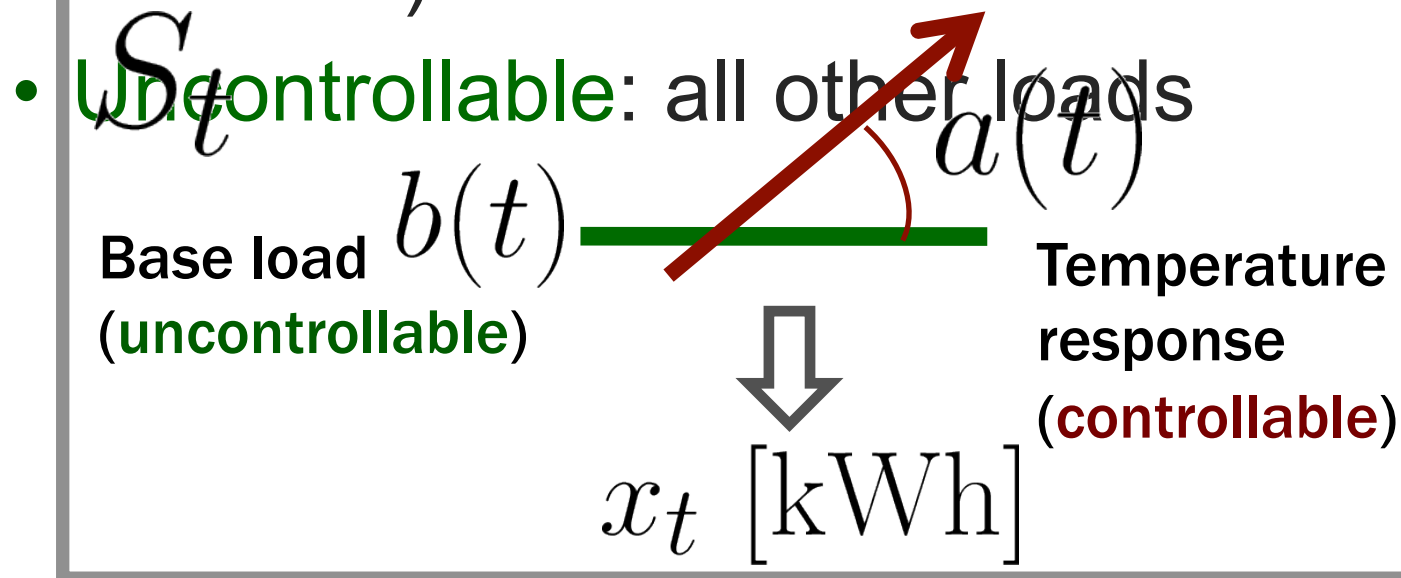 )
S_t
• Uncontrollable: all other loads
a(t)
b(t)
Base load
(uncontrollable)
Temperature
response
(controllable)
x_t [kWh]